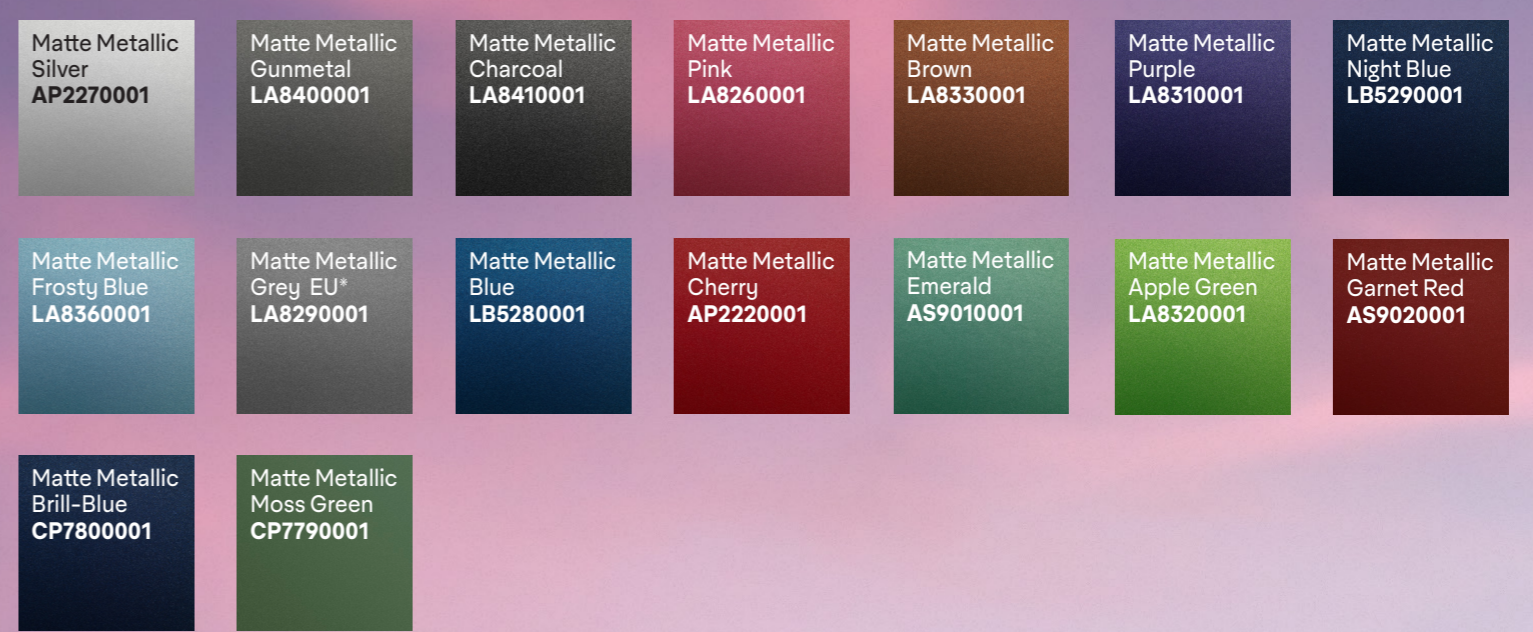 Matte Metallic
Silver
AP2270001
Matte Metallic
Gunmetal
LA8400001
Matte Metallic
Charcoal
LA8410001
Matte Metallic
Pink
LA8260001
Matte Metallic
Brown
LA8330001
Matte Metallic
Purple
LA8310001
Matte Metallic
Night Blue
LB5290001
Matte Metallic
Frosty Blue
LA8360001
Matte Metallic
Grey EU*
LA8290001
Matte Metallic
Blue
LB5280001
Matte Metallic
Cherry
AP2220001
Matte Metallic
Emerald
AS9010001
Matte Metallic
Apple Green
LA8320001
Matte Metallic
Garnet Red
AS9020001
Matte Metallic
Brill-Blue
CP7800001
Matte Metallic
Moss Green
CP7790001